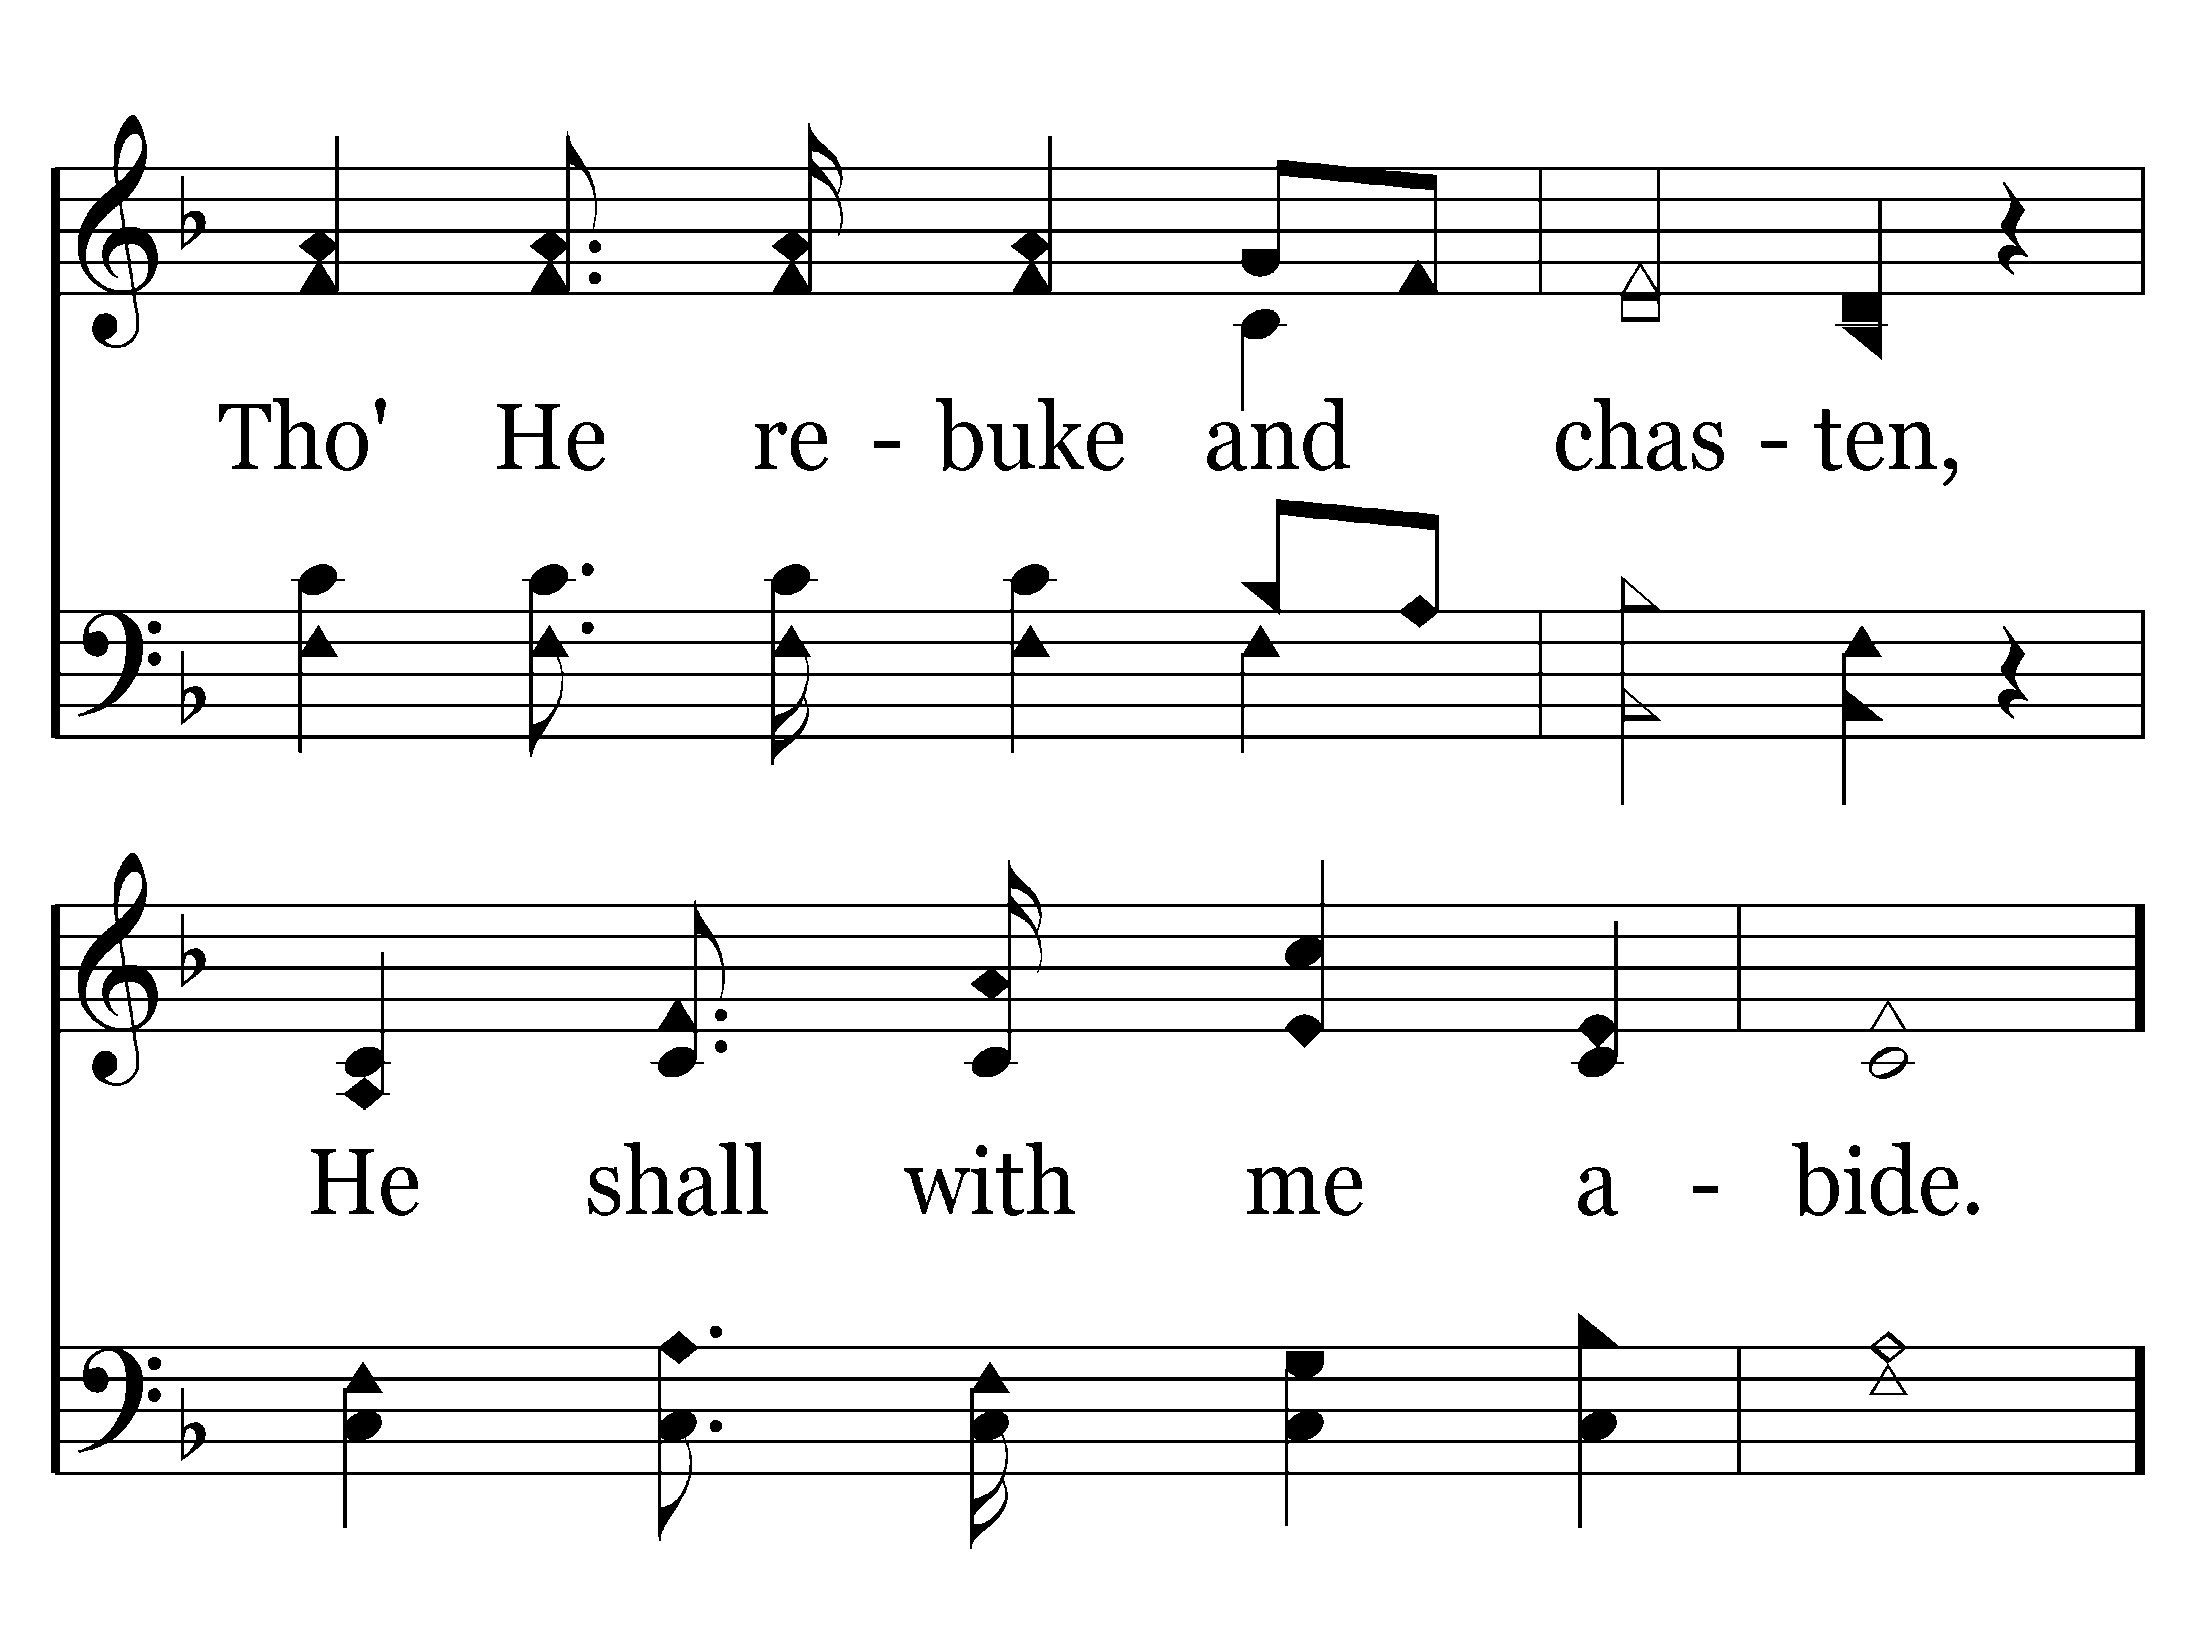 Tho' He re - buke and chas - ten,
He shall with me a - bide.